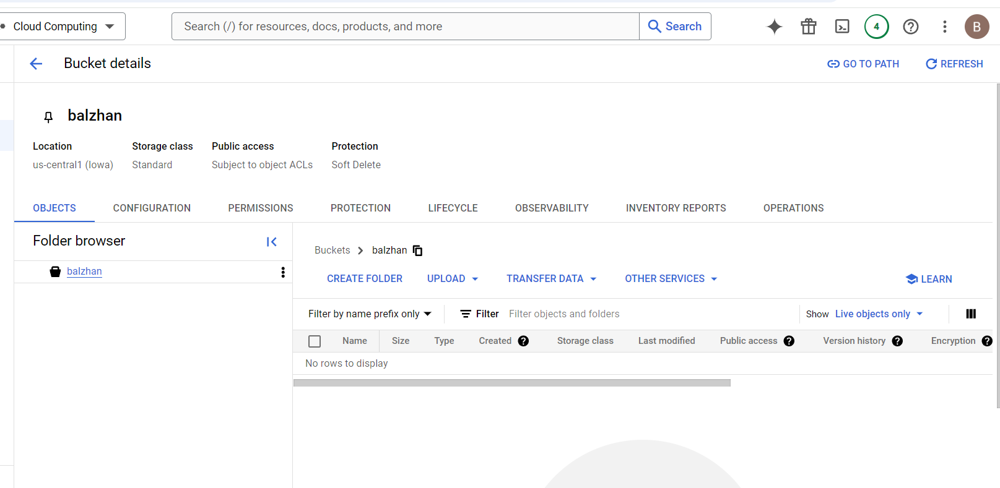 Cloud Computing
Search (/) for resources, docs, products, and more
Search
4
B
Bucket details
GO TO PATH
REFRESH
balzhan
Location Storage class Public access Protection
us-central1 (Iowa) Standard Subject to object ACLs Soft Delete
OBJECTS CONFIGURATION PERMISSIONS PROTECTION LIFECYCLE OBSERVABILITY INVENTORY REPORTS OPERATIONS
Folder browser
balzhan
Buckets balzhan
CREATE FOLDER UPLOAD TRANSFER DATA OTHER SERVICES LEARN
Filter by name prefix only Filter Filter objects and folders Show Live objects only
Name Size Type Created Storage class Last modified Public access Version history Encryption
No rows to display